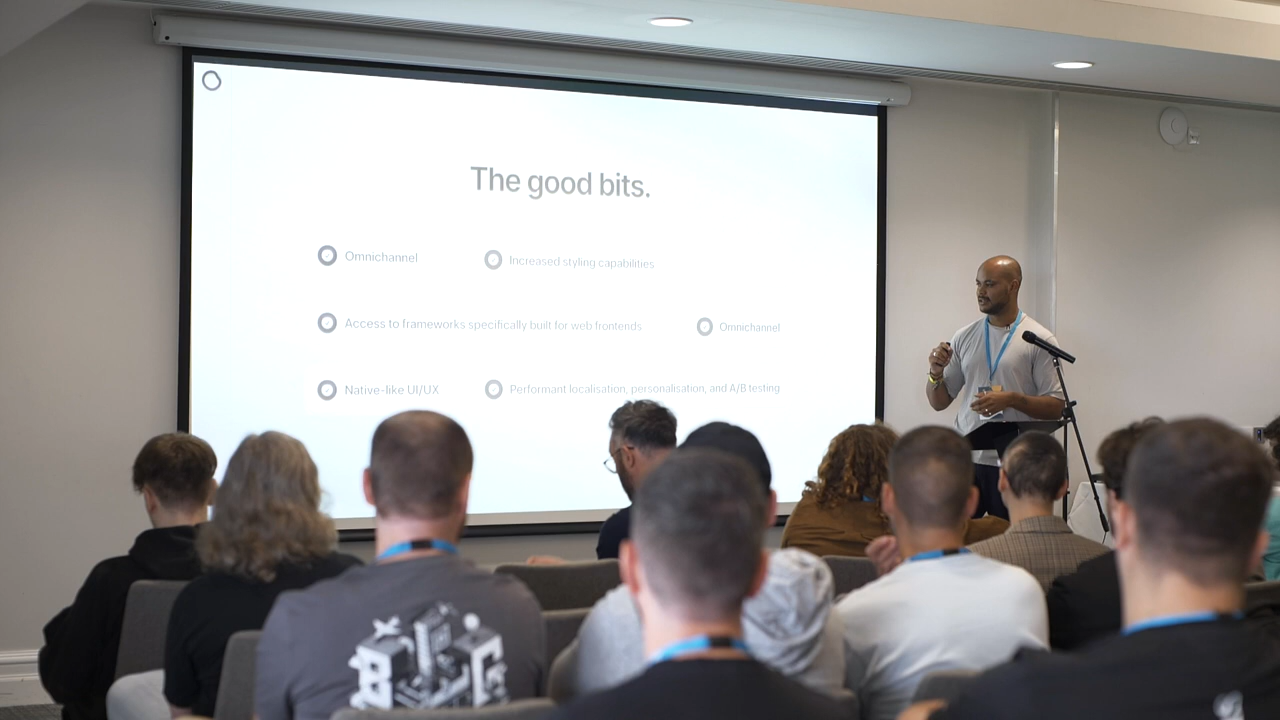 The good bits.
Omnichannel
Increased styling capabilities
Access to frameworks specifically built for web frontends
Omnichannel
Native-like UI/UX
Performant localisation, personalisation, and A/B testing